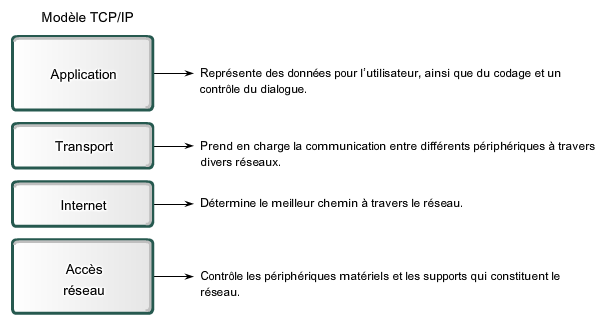 Modèle TCP/IP
Application
Représente des données pour l'utilisateur, ainsi que du codage et un
contrôle du dialogue.
Transport
Prend en charge la communication entre différents périphériques à travers
divers réseaux.
Internet
Détermine le meilleur chemin à travers le réseau.
Accès
réseau
Contrôle les périphériques matériels et les supports qui constituent le
réseau.